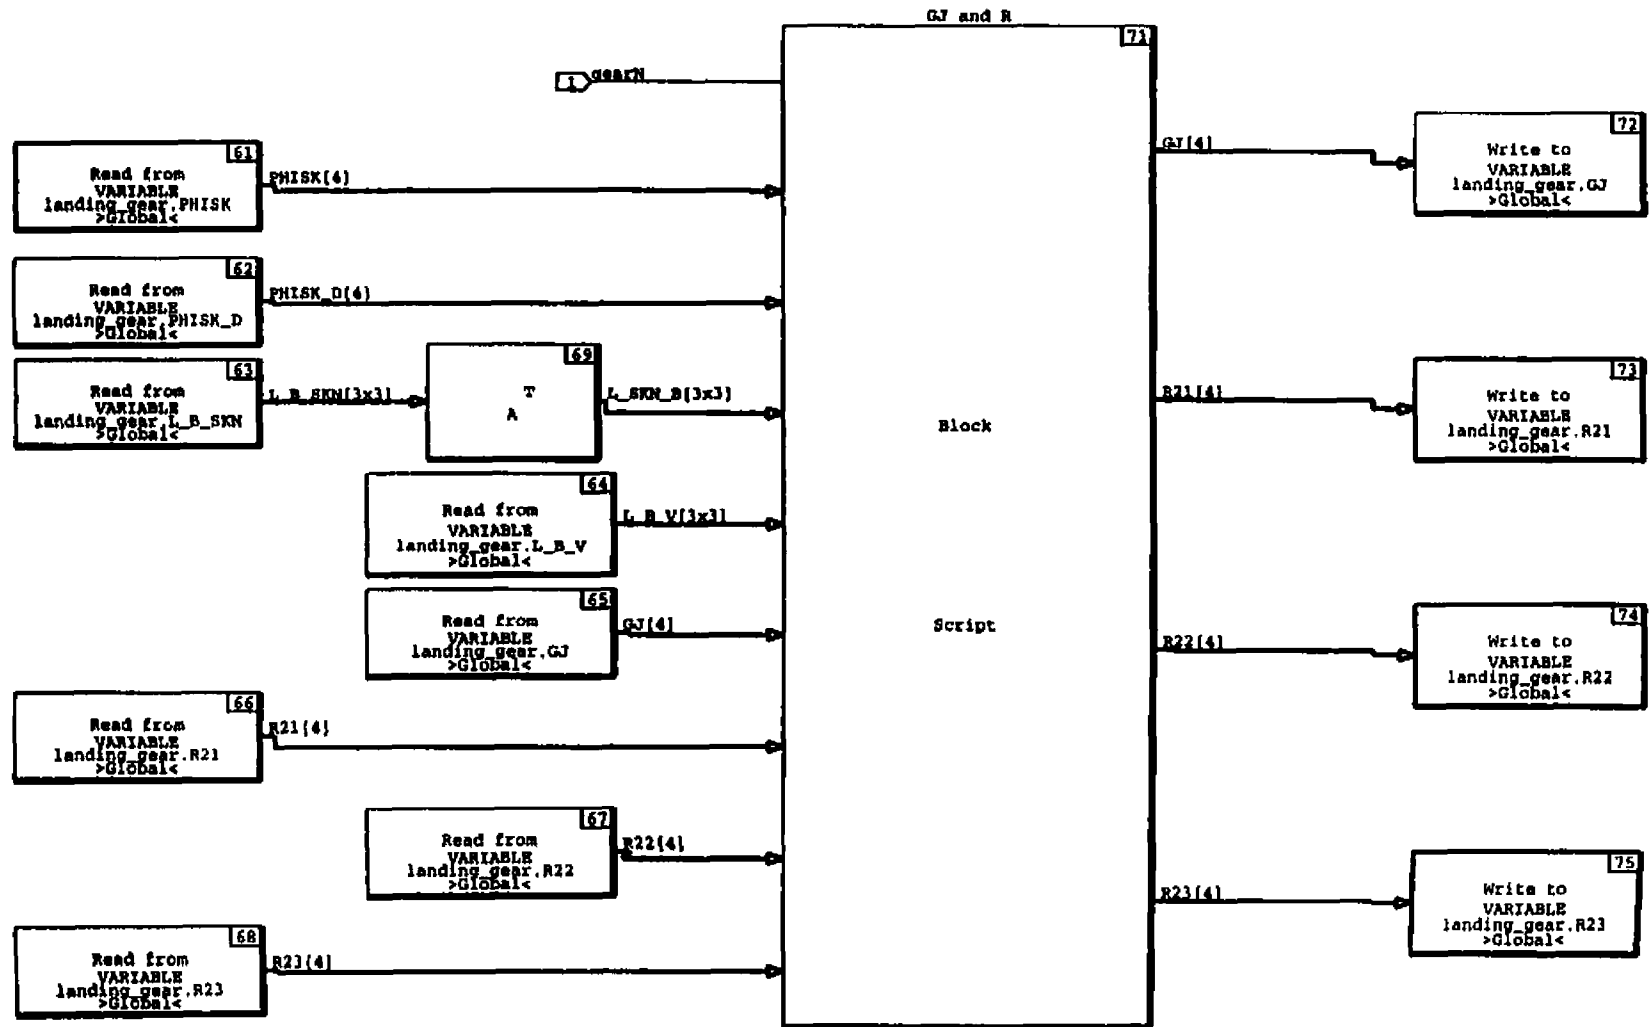 GJ and R
71
1
gearN
61
Read from
VARIABLE
landing_gear.PHISK
>Global<
PHISK[4]
62
Read from
VARIABLE
landing_gear.PHISK_D
>Global<
PHISK_D[4]
63
Read from
VARIABLE
landing_gear.L_B_SKN
>Global<
L_B_SKN[3x3]
69
A T
L_SKN_B[3x3]
64
Read from
VARIABLE
landing_gear.L_B_V
>Global<
L_B_V[3x3]
65
Read from
VARIABLE
landing_gear.GJ
>Global<
GJ[4]
66
Read from
VARIABLE
landing_gear.R21
>Global<
R21[4]
67
Read from
VARIABLE
landing_gear.R22
>Global<
R22[4]
68
Read from
VARIABLE
landing_gear.R23
>Global<
R23[4]
Block
Script
GJ[4]
72
Write to
VARIABLE
landing_gear.GJ
>Global<
R21[4]
73
Write to
VARIABLE
landing_gear.R21
>Global<
R22[4]
74
Write to
VARIABLE
landing_gear.R22
>Global<
R23[4]
75
Write to
VARIABLE
landing_gear.R23
>Global<